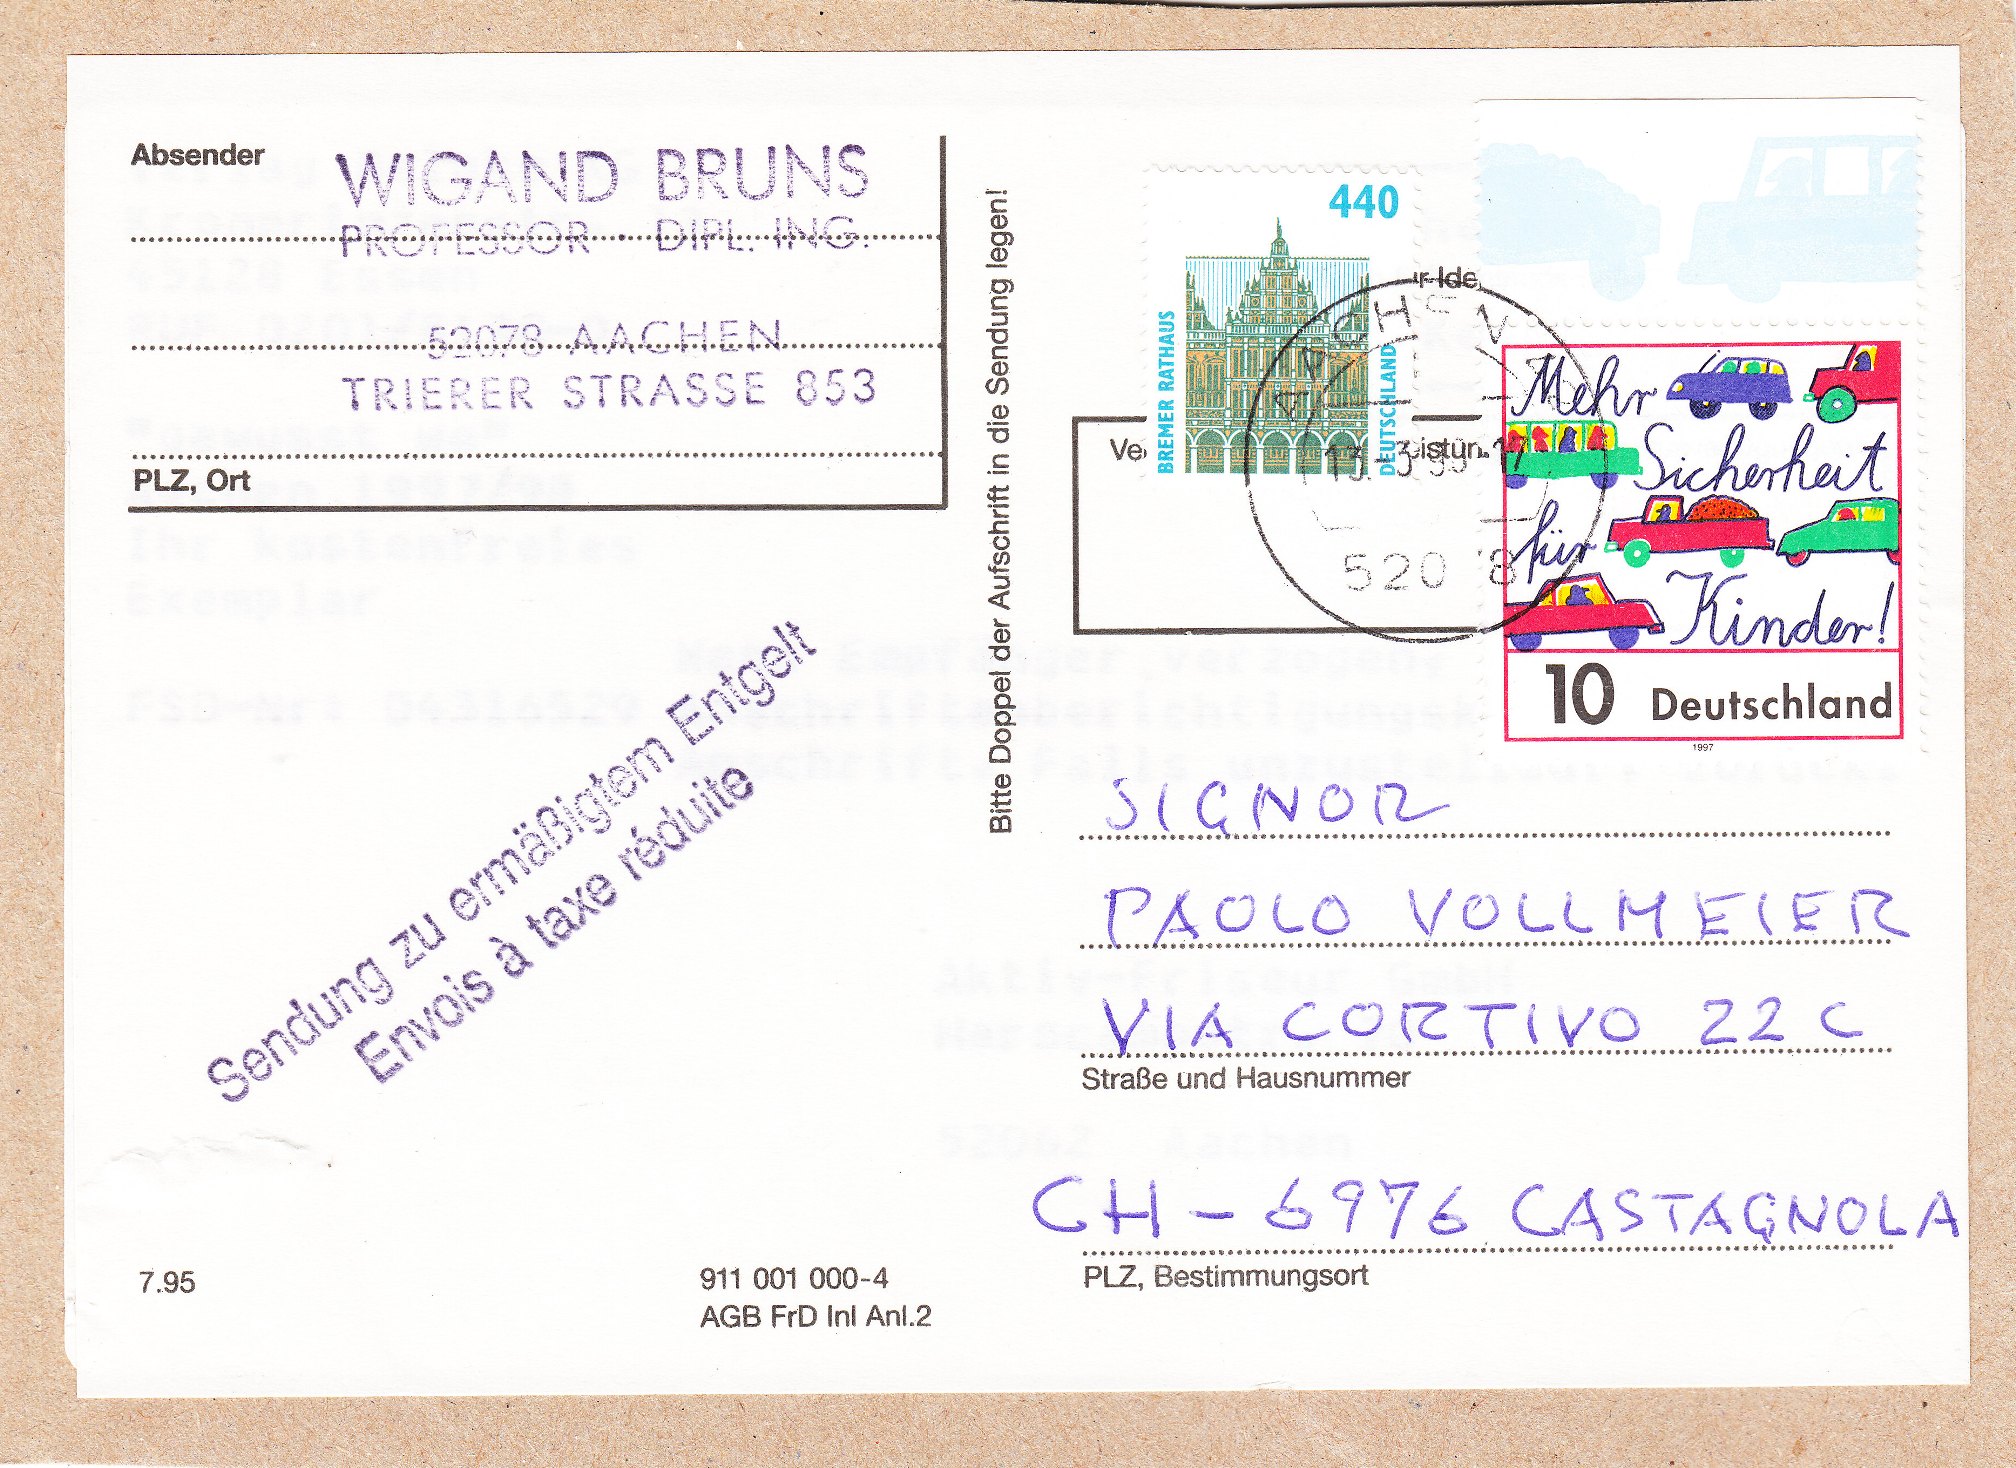 Absender
WIGAND BRUNS
PROFESSOR · DIPL. ING.
52078 AACHEN
TRIERER STRASSE 853
PLZ, Ort
Bitte Doppel der Aufschrift in die Sendung legen!
Sendung zu ermäßigtem Entgelt
Envois à taxe réduite
7.95
911 001 000-4
AGB FrD Inl Anl.2
440
BREMER RATHAUS
DEUTSCHLAND
AACHEN
52078
Mehr
Sicherheit
für
Kinder!
10 Deutschland
1997
SIGNOR
PAOLO VOLLMEIER
VIA CORTIVO 22 C
Straße und Hausnummer
CH - 6976 CASTAGNOLA
PLZ, Bestimmungsort